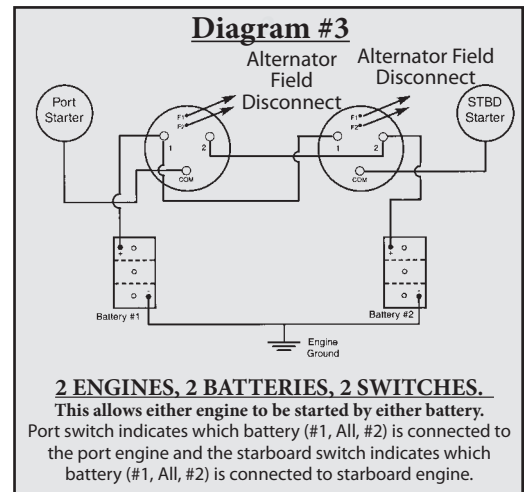 Diagram #3
Alternator Field Disconnect
Alternator Field Disconnect
Port Starter
STBD Starter
F1
F2
1
2
COM
F1
F2
1
2
COM
+
-
+
-
Battery #1
Battery #2
Engine Ground
2 ENGINES, 2 BATTERIES, 2 SWITCHES.
This allows either engine to be started by either battery.
Port switch indicates which battery (#1, All, #2) is connected to
the port engine and the starboard switch indicates which
battery (#1, All, #2) is connected to starboard engine.